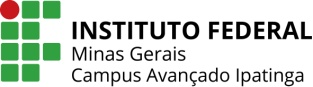 INSTITUTO FEDERAL
Minas Gerais
Campus Avançado Ipatinga